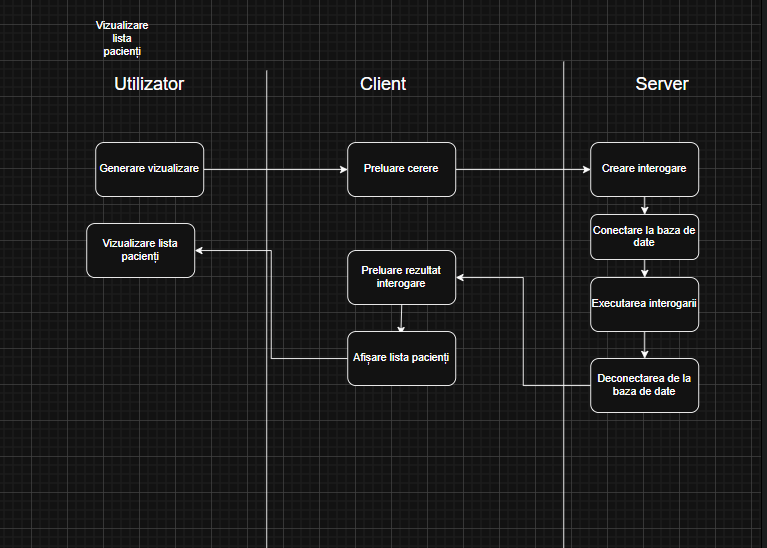 Vizualizare
lista
pacienți
Utilizator
Client
Server
Generare vizualizare
Preluare cerere
Creare interogare
Conectare la baza de
date
Vizualizare lista
pacienți
Preluare rezultat
interogare
Executarea interogarii
Afișare lista pacienți
Deconectarea de la
baza de date